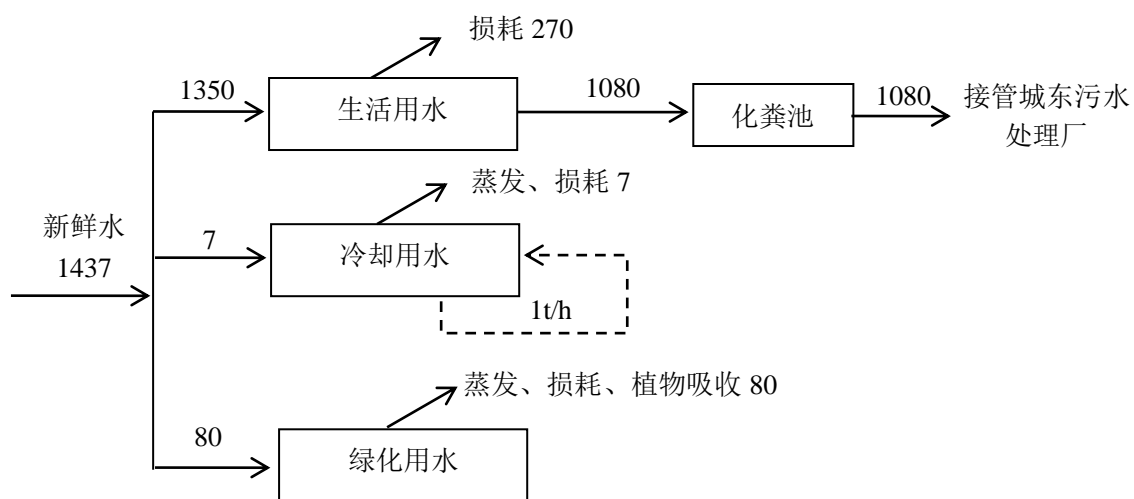 损耗 270
1350
生活用水
1080
化粪池
1080
接管城东污水
处理厂
蒸发、损耗 7
新鲜水
1437
7
冷却用水
1t/h
蒸发、损耗、植物吸收 80
80
绿化用水